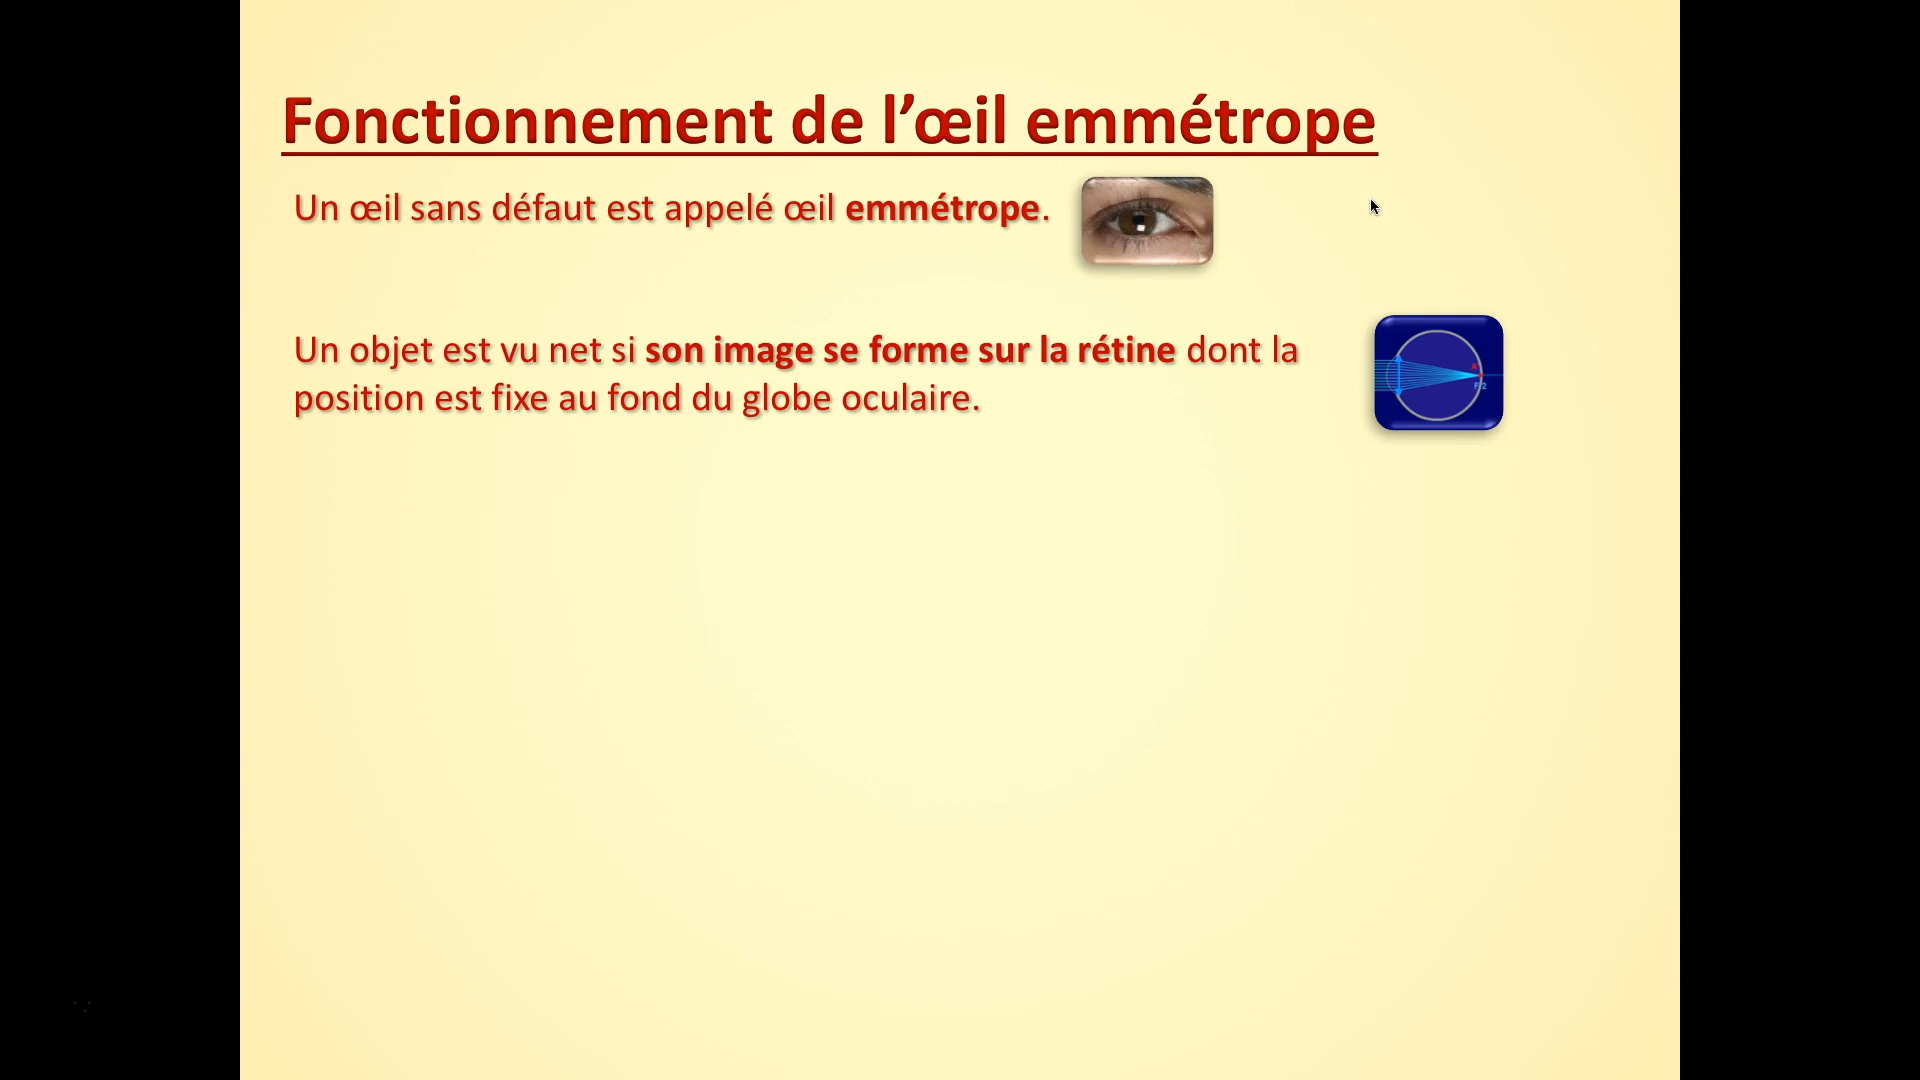 Fonctionnement de l’œil emmétrope
Un œil sans défaut est appelé œil emmétrope.
Un objet est vu net si son image se forme sur la rétine dont la
position est fixe au fond du globe oculaire.